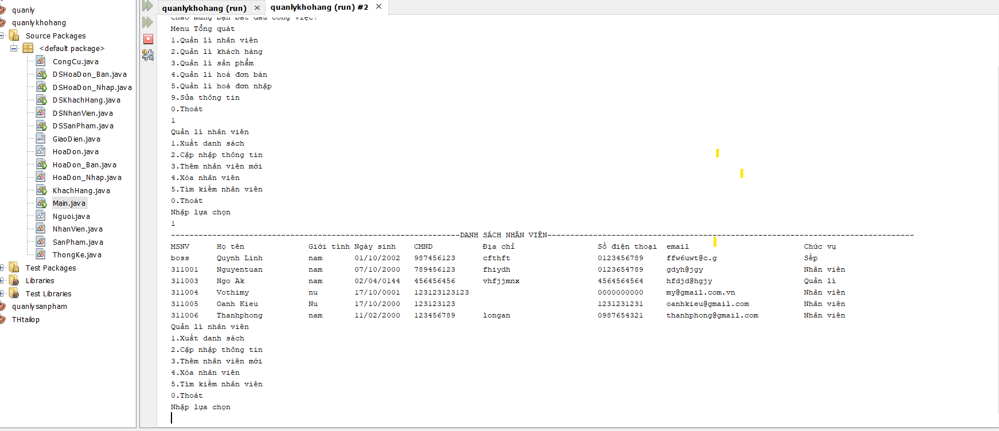 quanly
quanlykhohang
Source Packages
<default package>
CongCu.java
DSHoaDon_Ban.java
DSHoaDon_Nhap.java
DSKhachHang.java
DSNhanVien.java
DSSanPham.java
GiaoDien.java
HoaDon.java
HoaDon_Ban.java
HoaDon_Nhap.java
KhachHang.java
Main.java
Nguoi.java
NhanVien.java
SanPham.java
ThongKe.java
Test Packages
Libraries
Test Libraries
quanlysanpham
THtailop
quanlykhohang (run) × quanlykhohang (run) #2 ×
Chào mừng bạn bắt đầu công việc!
Menu Tổng quát
1.Quản lí nhân viên
2.Quản lí khách hàng
3.Quản lí sản phẩm
4.Quản lí hoá đơn bán
5.Quản lí hoá đơn nhập
9.Sửa thông tin
0.Thoát
1
Quản lí nhân viên
1.Xuất danh sách
2.Cập nhập thông tin
3.Thêm nhân viên mới
4.Xóa nhân viên
5.Tìm kiếm nhân viên
0.Thoát
Nhập lựa chọn
1
---------------------------------------------------------------DANH SÁCH NHÂN VIÊN--------------------------------------------------------------------------------
MSNV Họ tên Giới tính Ngày sinh CMND Địa chỉ Số điện thoại email Chức vụ
boss Quynh Linh nam 01/10/2002 987456123 cfthft 0123456789 ffw6uwt@c.g Sếp
311001 Nguyentuan nam 07/10/2000 789456123 fhiydh 0123654789 gdyh@jgy Nhân viên
311003 Ngo Ak nam 02/04/0144 456456456 vhfjjmnx 4564564564 hfdjd@hgjy Quản lí
311004 Vothimy nu 17/10/0001 123123123123 0000000000 my@gmail.com.vn Nhân viên
311005 Oanh Kieu Nu 17/10/2000 123123123 1231231231 oanhkieu@gmail.com Nhân viên
311006 Thanhphong nam 11/02/2000 123456789 longan 0987654321 thanhphong@gmail.com Nhân viên
Quản lí nhân viên
1.Xuất danh sách
2.Cập nhập thông tin
3.Thêm nhân viên mới
4.Xóa nhân viên
5.Tìm kiếm nhân viên
0.Thoát
Nhập lựa chọn